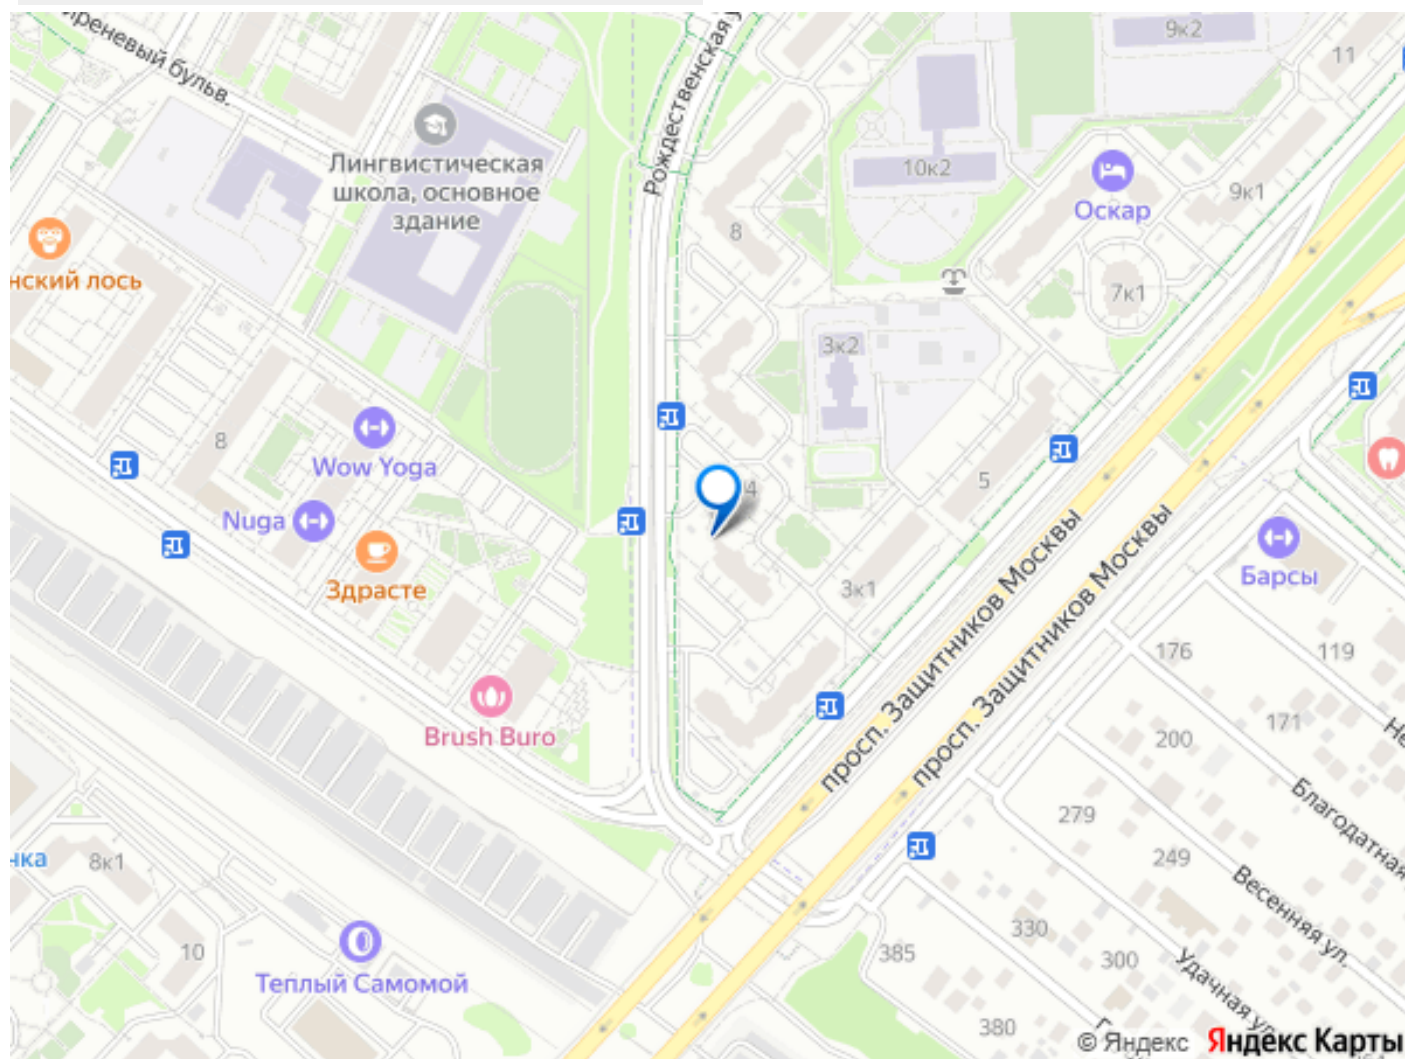 9к2
11
Рождественская
бульв.
Лингвистическая
школа, основное
здание
10к2
9к1
Оскар
8
нский лось
7к1
3к2
8
Wow Yoga
Nuga
Здрасте
5
3к1
просп. Защитников Москвы
просп. Защитников Москвы
Барсы
176
119
171
200
Brush Buro
279
249
Благодатная
Весенняя ул.
8к1
10
330
385
300
Удачная ул.
Теплый Самомой
380
© Яндекс Яндекс Карты